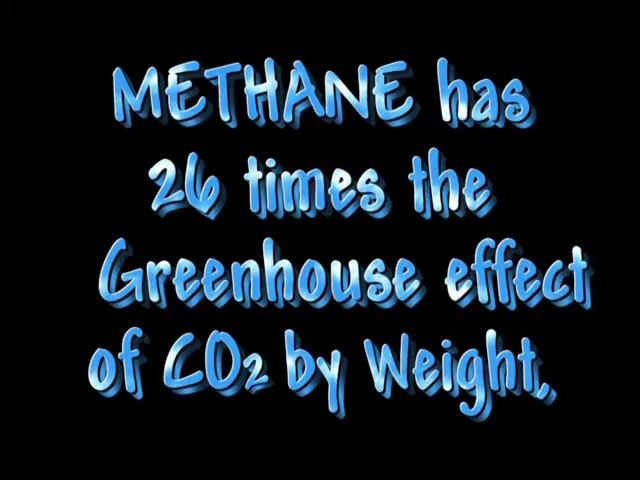 METHANE has
26 times the
Greenhouse effect
of CO₂ by Weight,